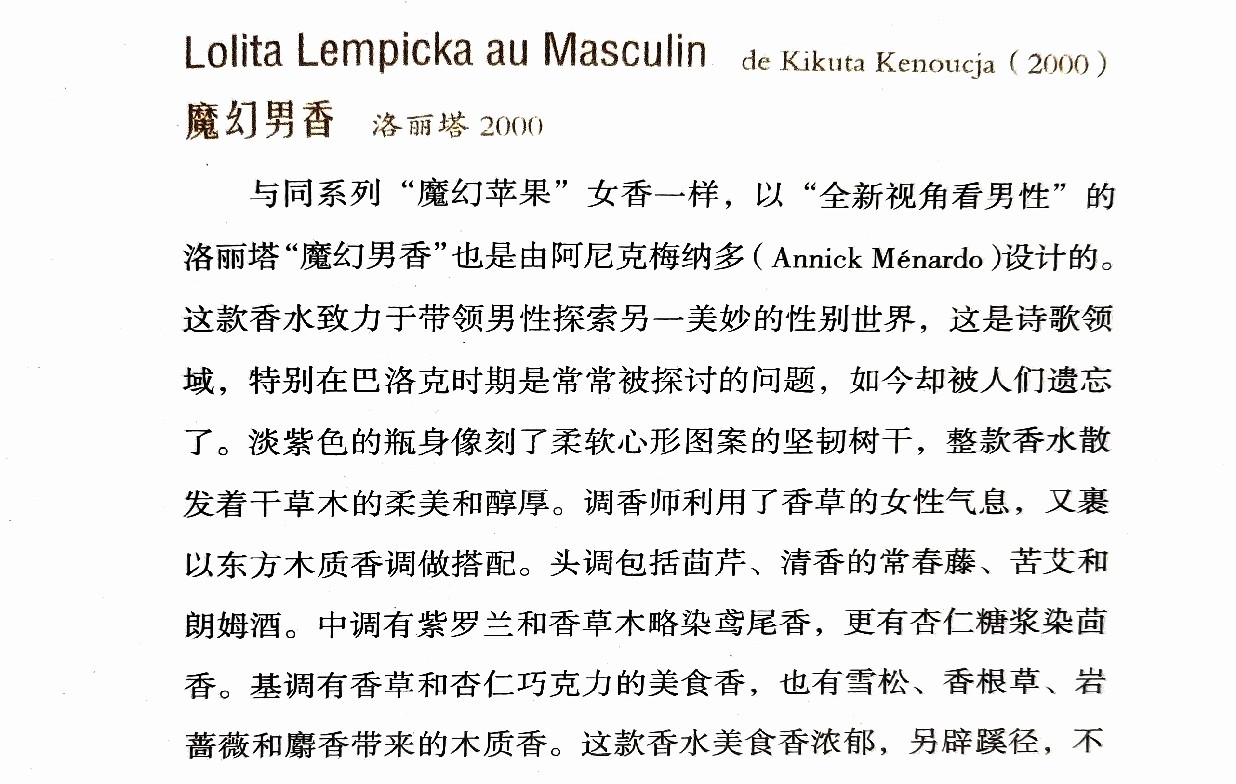 Lolita Lempicka au Masculin de Kikuta Kenoucja (2000)
魔幻男香 洛丽塔 2000
与同系列“魔幻苹果”女香一样，以“全新视角看男性”的
洛丽塔“魔幻男香”也是由阿尼克梅纳多(Annick Ménardo)设计的。
这款香水致力于带领男性探索另一美妙的性别世界，这是诗歌领
域，特别在巴洛克时期是常常被探讨的问题，如今却被人们遗忘
了。淡紫色的瓶身像刻了柔软心形图案的坚韧树干，整款香水散
发着干草木的柔美和醇厚。调香师利用了香草的女性气息，又裹
以东方木质香调做搭配。头调包括茴芹、清香的常春藤、苦艾和
朗姆酒。中调有紫罗兰和香草木略染鸢尾香，更有杏仁糖浆染茴
香。基调有香草和杏仁巧克力的美食香，也有雪松、香根草、岩
蔷薇和麝香带来的木质香。这款香水美食香浓郁，另辟蹊径，不